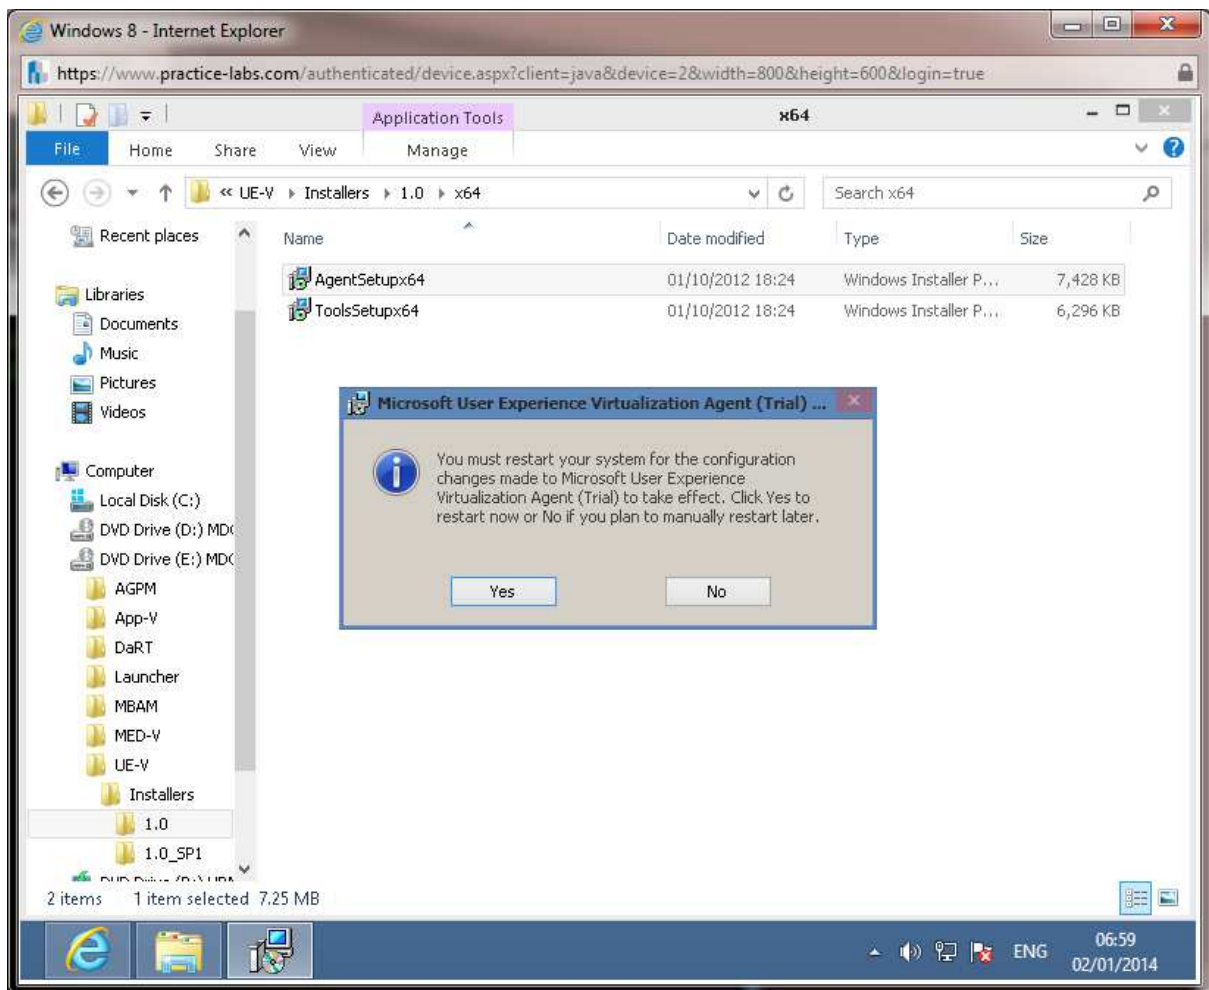 Windows 8 - Internet Explorer
https://www.practice-labs.com/authenticated/device.aspx?client=java&device=2&width=800&height=600&login=true
Application Tools
x64
File Home Share View Manage
« UE-V Installers 1.0 x64
Search x64
Name Date modified Type Size
AgentSetupx64 01/10/2012 18:24 Windows Installer P... 7,428 KB
ToolsSetupx64 01/10/2012 18:24 Windows Installer P... 6,296 KB
Recent places
Libraries
Documents
Music
Pictures
Videos
Computer
Local Disk (C:)
DVD Drive (D:)
DVD Drive (E:)
AGPM
App-V
DaRT
Launcher
MBAM
MED-V
UE-V
Installers
1.0
1.0_SP1
Microsoft User Experience Virtualization Agent (Trial) ...
You must restart your system for the configuration
changes made to Microsoft User Experience
Virtualization Agent (Trial) to take effect. Click Yes to
restart now or No if you plan to manually restart later.
Yes No
2 items 1 item selected 7.25 MB
ENG
06:59
02/01/2014